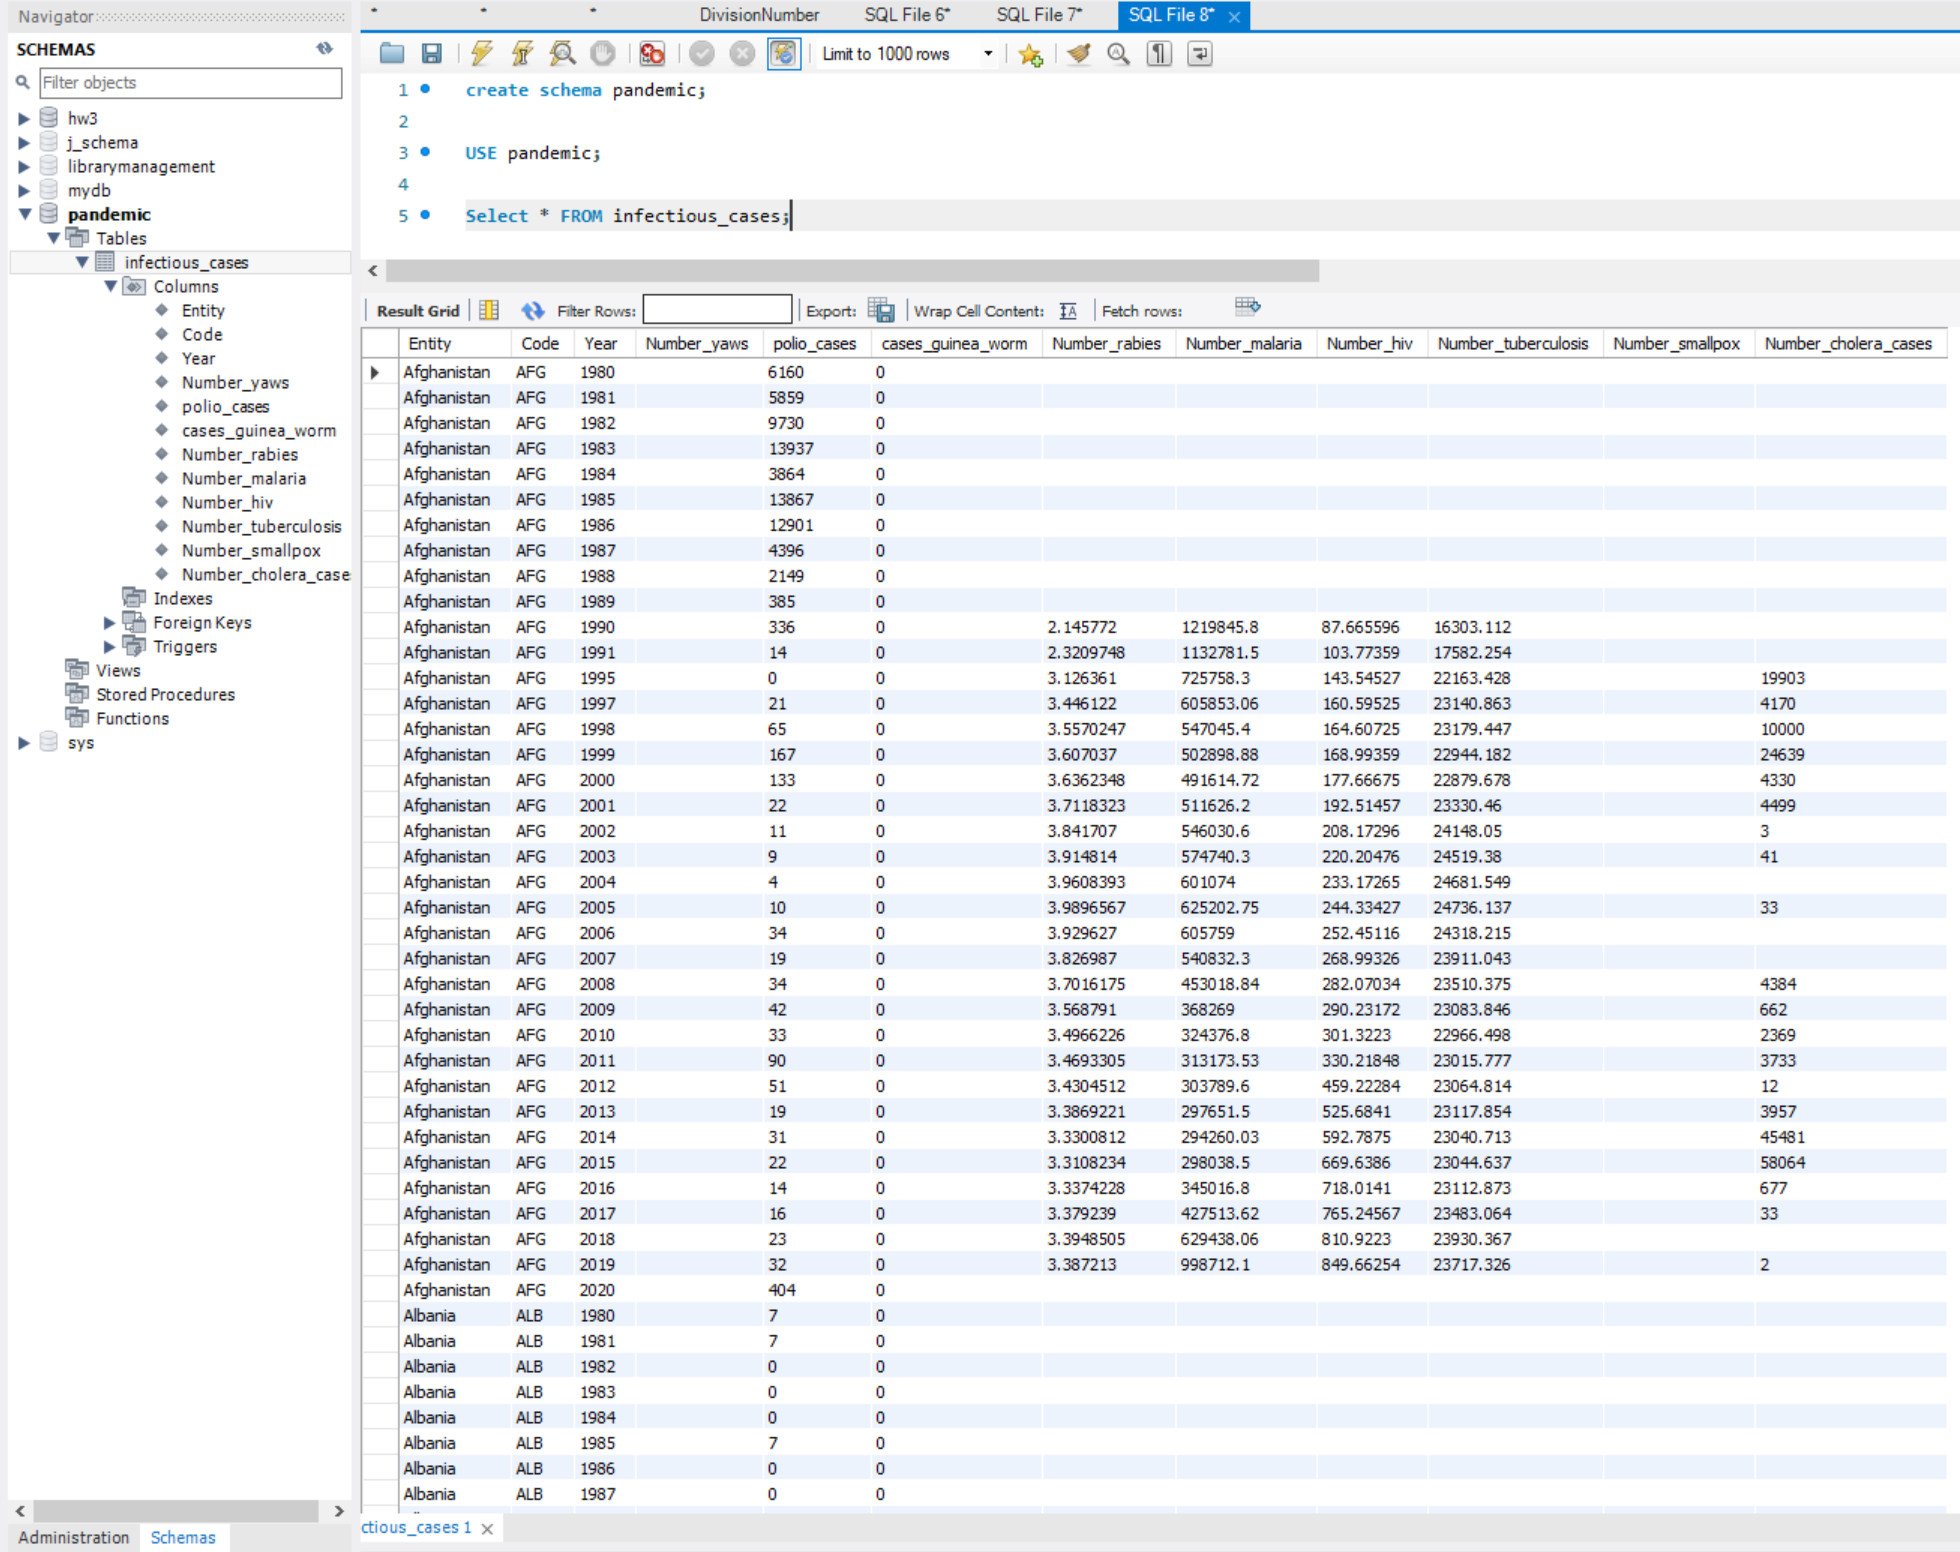 Navigator
SCHEMAS
Filter objects
hw3
j_schema
librarymanagement
mydb
pandemic
Tables
infectious_cases
Columns
Entity
Code
Year
Number_yaws
polio_cases
cases_guinea_worm
Number_rabies
Number_malaria
Number_hiv
Number_tuberculosis
Number_smallpox
Number_cholera_case
Indexes
Foreign Keys
Triggers
Views
Stored Procedures
Functions
sys
Administration Schemas
* * * DivisionNumber SQL File 6* SQL File 7* SQL File 8*
Limit to 1000 rows
1 create schema pandemic;
2
3 USE pandemic;
4
5 Select * FROM infectious_cases;
Result Grid Filter Rows: Export: Wrap Cell Content: Fetch rows:
Entity Code Year Number_yaws polio_cases cases_guinea_worm Number_rabies Number_malaria Number_hiv Number_tuberculosis Number_smallpox Number_cholera_cases
Afghanistan AFG 1980 6160 0
Afghanistan AFG 1981 5859 0
Afghanistan AFG 1982 9730 0
Afghanistan AFG 1983 13937 0
Afghanistan AFG 1984 3864 0
Afghanistan AFG 1985 13867 0
Afghanistan AFG 1986 12901 0
Afghanistan AFG 1987 4396 0
Afghanistan AFG 1988 2149 0
Afghanistan AFG 1989 385 0
Afghanistan AFG 1990 336 0 2.145772 1219845.8 87.665596 16303.112
Afghanistan AFG 1991 14 0 2.3209748 1132781.5 103.77359 17582.254
Afghanistan AFG 1995 0 0 3.126361 725758.3 143.54527 22163.428 19903
Afghanistan AFG 1997 21 0 3.446122 605853.06 160.59525 23140.863 4170
Afghanistan AFG 1998 65 0 3.5570247 547045.4 164.60725 23179.447 10000
Afghanistan AFG 1999 167 0 3.607037 502898.88 168.99359 22944.182 24639
Afghanistan AFG 2000 133 0 3.6362348 491614.72 177.66675 22879.678 4330
Afghanistan AFG 2001 22 0 3.7118323 511626.2 192.51457 23330.46 4499
Afghanistan AFG 2002 11 0 3.841707 546030.6 208.17296 24148.05 3
Afghanistan AFG 2003 9 0 3.914814 574740.3 220.20476 24519.38 41
Afghanistan AFG 2004 4 0 3.9608393 601074 233.17265 24681.549
Afghanistan AFG 2005 10 0 3.9896567 625202.75 244.33427 24736.137 33
Afghanistan AFG 2006 34 0 3.929627 605759 252.45116 24318.215
Afghanistan AFG 2007 19 0 3.826987 540832.3 268.99326 23911.043
Afghanistan AFG 2008 34 0 3.7016175 453018.84 282.07034 23510.375 4384
Afghanistan AFG 2009 42 0 3.568791 368269 290.23172 23083.846 662
Afghanistan AFG 2010 33 0 3.4966226 324376.8 301.3223 22966.498 2369
Afghanistan AFG 2011 90 0 3.4693305 313173.53 330.21848 23015.777 3733
Afghanistan AFG 2012 51 0 3.4304512 303789.6 459.22284 23064.814 12
Afghanistan AFG 2013 19 0 3.3869221 297651.5 525.6841 23117.854 3957
Afghanistan AFG 2014 31 0 3.3300812 294260.03 592.7875 23040.713 45481
Afghanistan AFG 2015 22 0 3.3108234 298038.5 669.6386 23044.637 58064
Afghanistan AFG 2016 14 0 3.3374228 345016.8 718.0141 23112.873 677
Afghanistan AFG 2017 16 0 3.379239 427513.62 765.24567 23483.064 33
Afghanistan AFG 2018 23 0 3.3948505 629438.06 810.9223 23930.367
Afghanistan AFG 2019 32 0 3.387213 998712.1 849.66254 23717.326 2
Afghanistan AFG 2020 404 0
Albania ALB 1980 7 0
Albania ALB 1981 7 0
Albania ALB 1982 0 0
Albania ALB 1983 0 0
Albania ALB 1984 0 0
Albania ALB 1985 7 0
Albania ALB 1986 0 0
Albania ALB 1987 0 0
ctious_cases 1